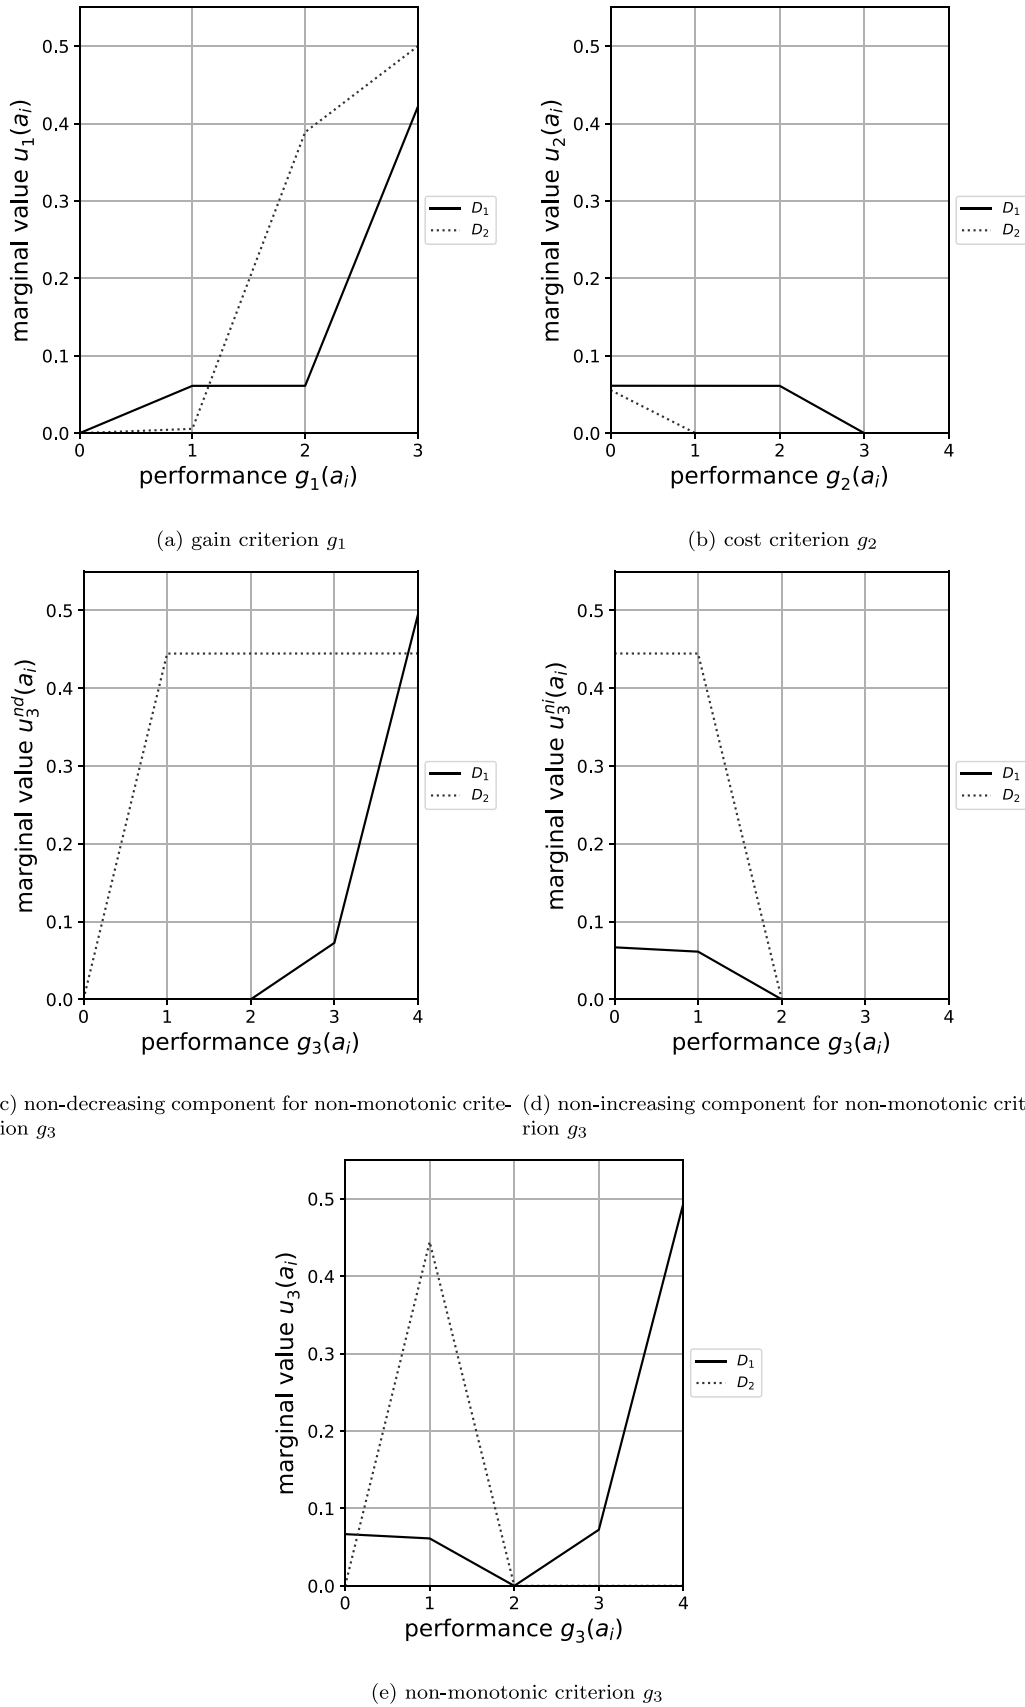 0.5
0.4
0.3
0.2
0.1
0.0
marginal value u1(ai)
0 1 2 3
performance g1(ai)
D1
D2
(a) gain criterion g1
0.5
0.4
0.3
0.2
0.1
0.0
marginal value u2(ai)
0 1 2 3 4
performance g2(ai)
D1
D2
(b) cost criterion g2
0.5
0.4
0.3
0.2
0.1
0.0
marginal value u3^nd(ai)
0 1 2 3 4
performance g3(ai)
D1
D2
c) non-decreasing component for non-monotonic crite-
ion g3
0.5
0.4
0.3
0.2
0.1
0.0
marginal value u3^ni(ai)
0 1 2 3 4
performance g3(ai)
D1
D2
(d) non-increasing component for non-monotonic crit
rion g3
0.5
0.4
0.3
0.2
0.1
0.0
marginal value u3(ai)
0 1 2 3 4
performance g3(ai)
D1
D2
(e) non-monotonic criterion g3